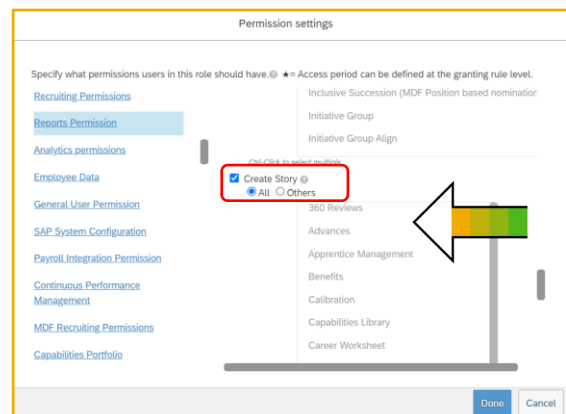 Permission settings
Specify what permissions users in this role should have. ★= Access period can be defined at the granting rule level.
Recruiting Permissions
Reports Permission
Analytics permissions
Employee Data
General User Permission
SAP System Configuration
Payroll Integration Permission
Continuous Performance
Management
MDF Recruiting Permissions
Capabilities Portfolio
Inclusive Succession (MDF Position based nomination
Initiative Group
Initiative Group Align
Ctrl-Click to select multiple
Create Story
All Others
360 Reviews
Advances
Apprentice Management
Benefits
Calibration
Capabilities Library
Career Worksheet
Done Cancel